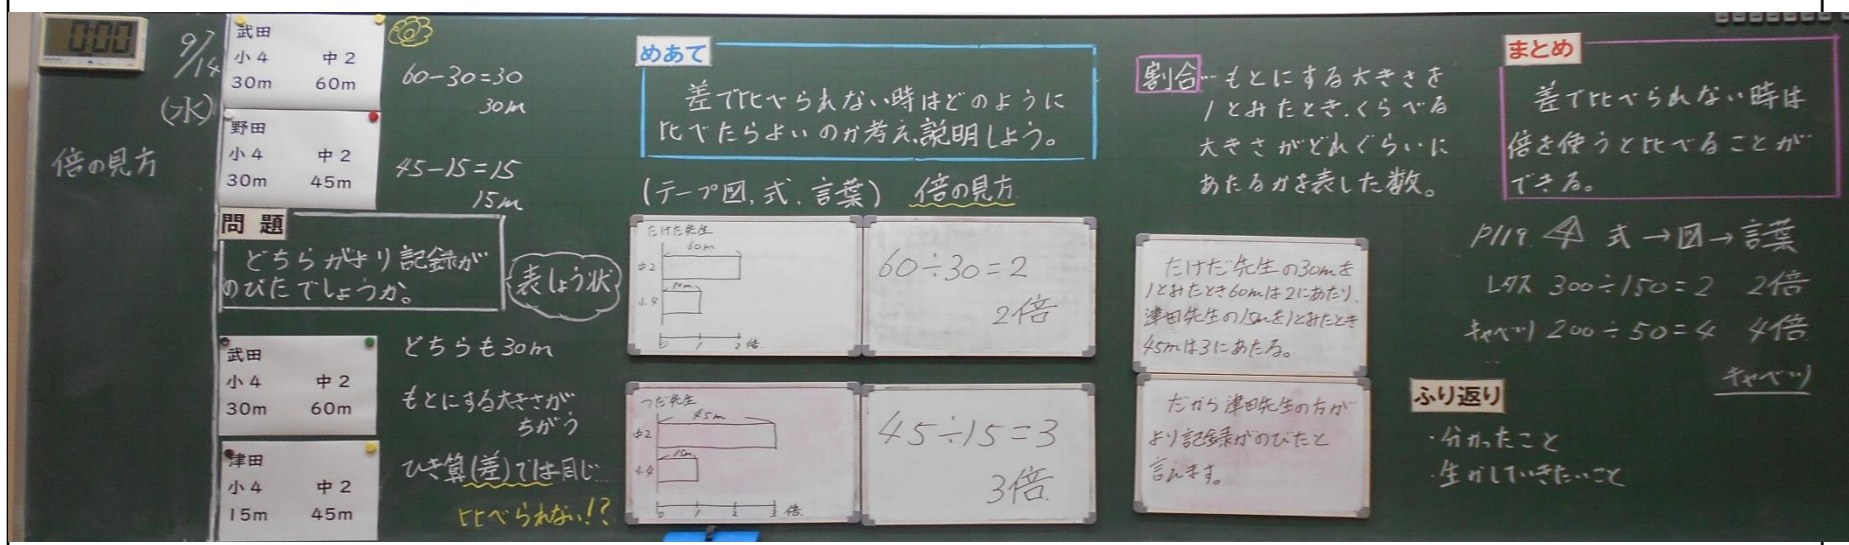 0:00
9/14
(水)
倍の見方
武田
小4 中2
30m 60m
野田
小4 中2
30m 45m
60-30=30
30m
45-15=15
15m
問題
どちらがより記録が
のびたでしょうか。
表しょう状
武田
小4 中2
30m 60m
津田
小4 中2
15m 45m
どちらも30m
もとにする大きさが
ちがう
ひき算(差)では同じ…
比べられない!?
めあて
差で比べられない時はどのように
比べたらよいのか考え、説明しよう。
(テープ図、式、言葉) 倍の見方
たけだ先生
60m
中2
30m
小4
0 1 2 倍
60÷30=2
2倍
つだ先生
45m
中2
15m
小4
0 1 2 3 倍
45÷15=3
3倍
割合…もとにする大きさを
1とみたとき、くらべる
大きさがどれぐらいに
あたるかを表した数。
たけだ先生の30mを
1とみたとき60mは2にあたり、
津田先生の15mを1とみたとき
45mは3にあたる。
だから津田先生の方が
より記録がのびたと
言えます。
まとめ
差で比べられない時は
倍を使うと比べることが
できる。
P119 4 式→図→言葉
レタス 300÷150=2 2倍
キャベツ 200÷50=4 4倍
キャベツ
ふり返り
・分かったこと
・生かしていきたいこと